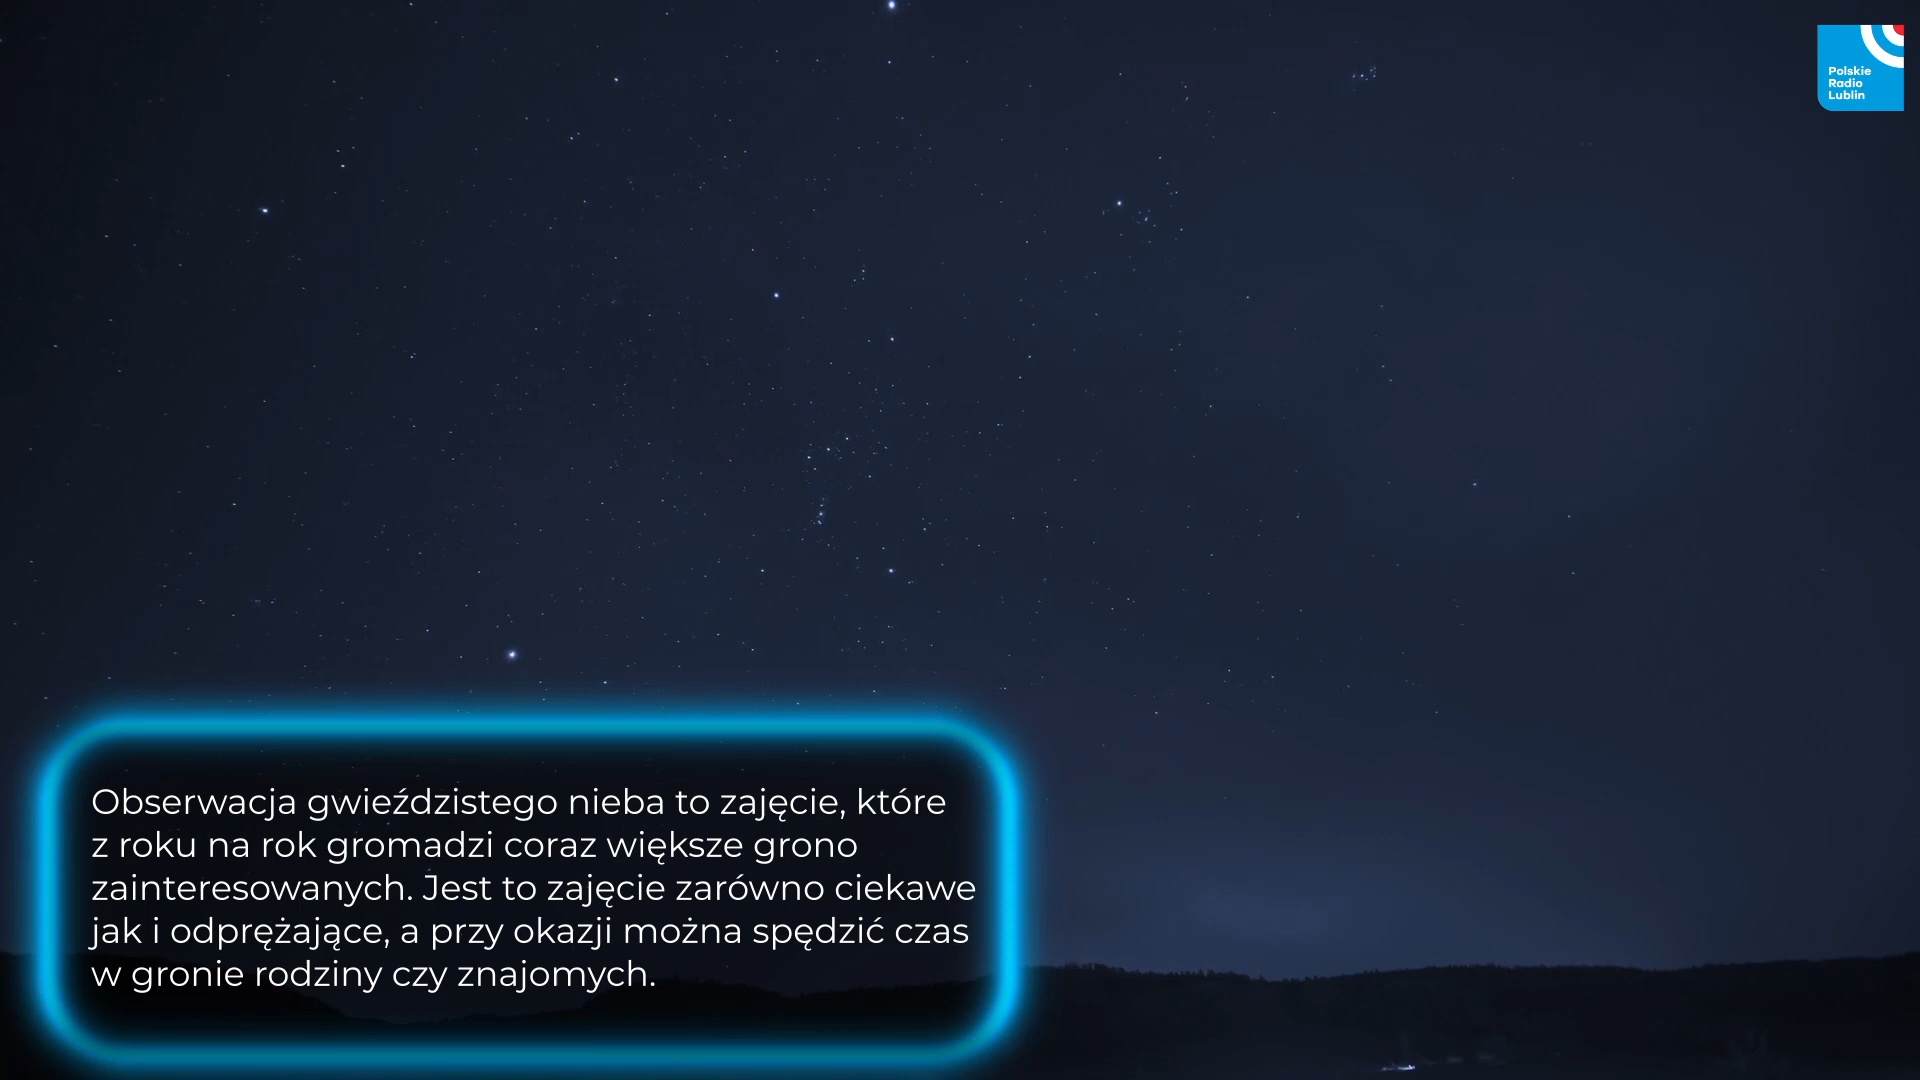 Polskie
Radio
Lublin
Obserwacja gwieździstego nieba to zajęcie, które
z roku na rok gromadzi coraz większe grono
zainteresowanych. Jest to zajęcie zarówno ciekawe
jak i odprężające, a przy okazji można spędzić czas
w gronie rodziny czy znajomych.